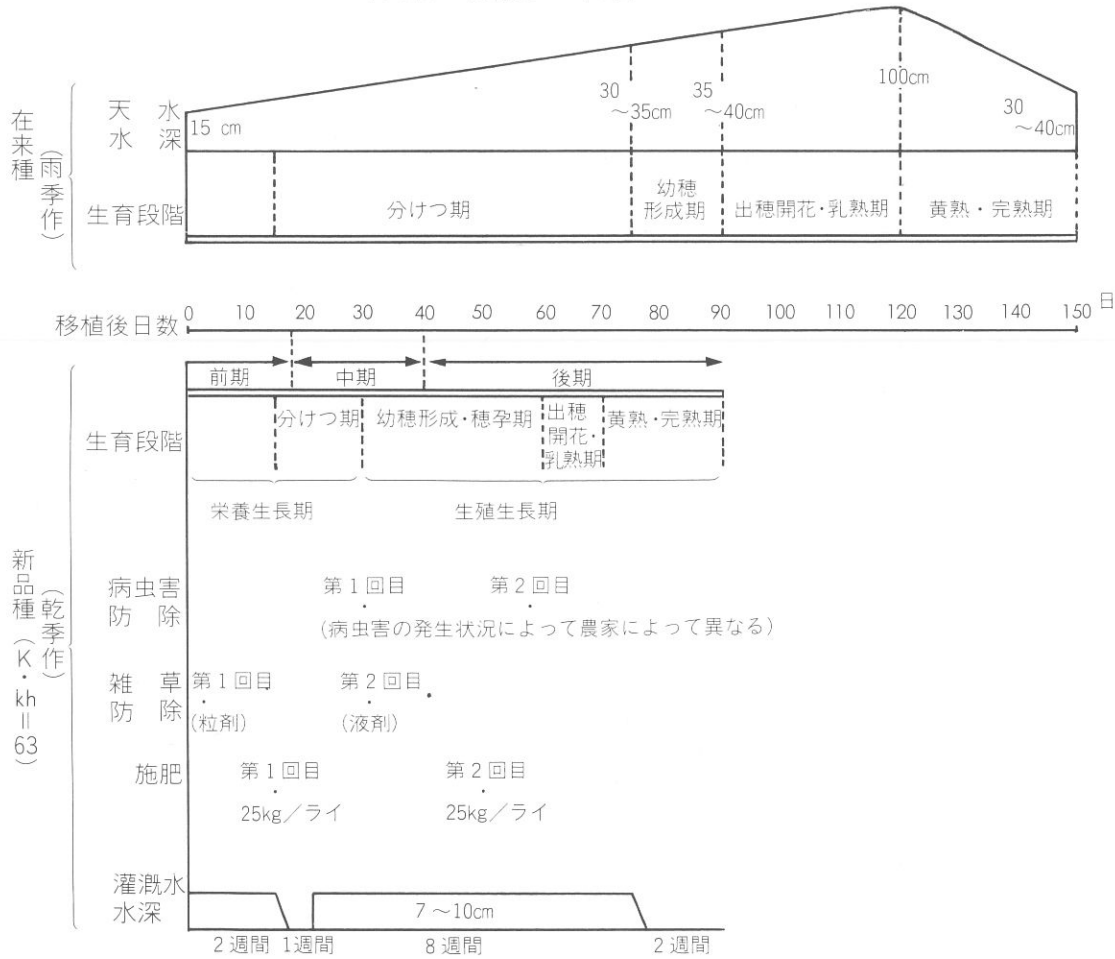 在来種(雨季作)
天水
水深
15 cm
30
～35cm
35
～40cm
100cm
30
～40cm
生育段階
分けつ期
幼穂
形成期
出穂開花・乳熟期
黄熟・完熟期
移植後日数
0 10 20 30 40 50 60 70 80 90 100 110 120 130 140 150 日
新品種(乾季作)(K・kh＝63)
前期 中期 後期
生育段階
分けつ期
幼穂形成・穂孕期
出穂
開花・
乳熟期
黄熟・完熟期
栄養生長期 生殖生長期
病虫害
防除
第1回目 第2回目
(病虫害の発生状況によって農家によって異なる)
雑草
防除
第1回目 第2回目
(粒剤) (液剤)
施肥
第1回目 第2回目
25kg／ライ 25kg／ライ
灌漑水
水深
7～10cm
2週間 1週間 8週間 2週間